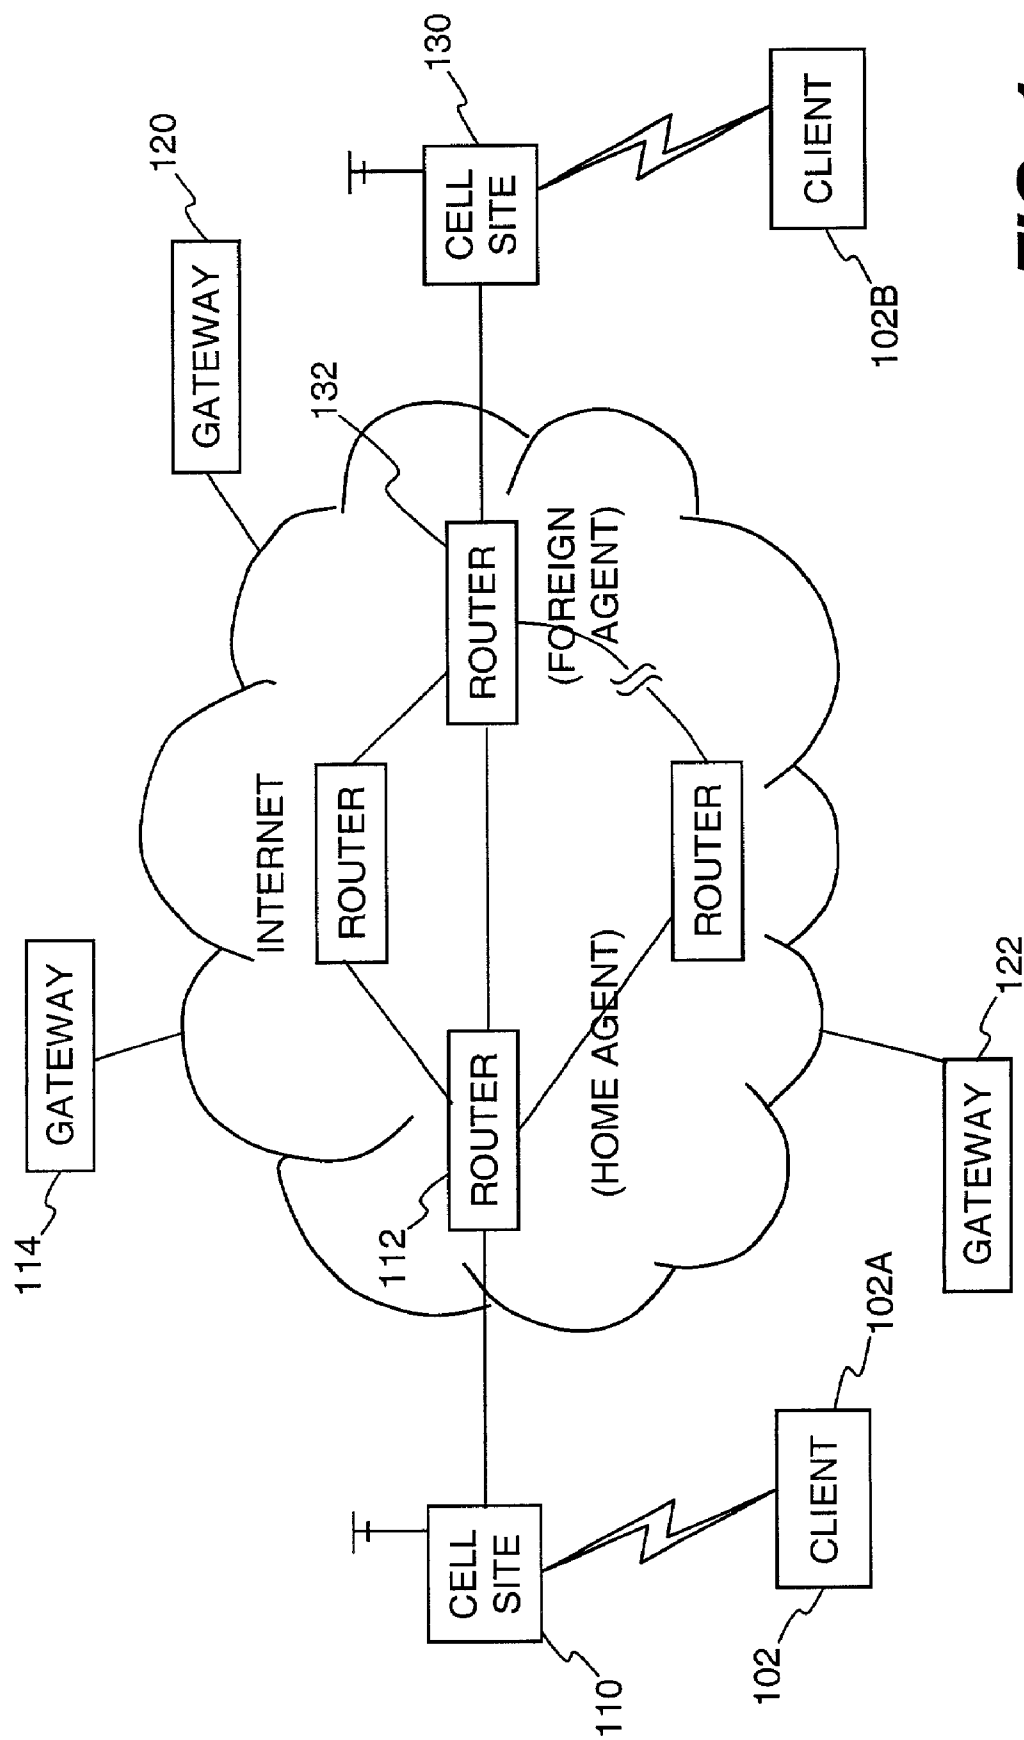 114
GATEWAY
GATEWAY
120
INTERNET
ROUTER
132
112
ROUTER
ROUTER
CELL
SITE
110
CELL
SITE
130
(HOME AGENT)
(FOREIGN
AGENT)
ROUTER
102
CLIENT
102A
CLIENT
102B
GATEWAY
122